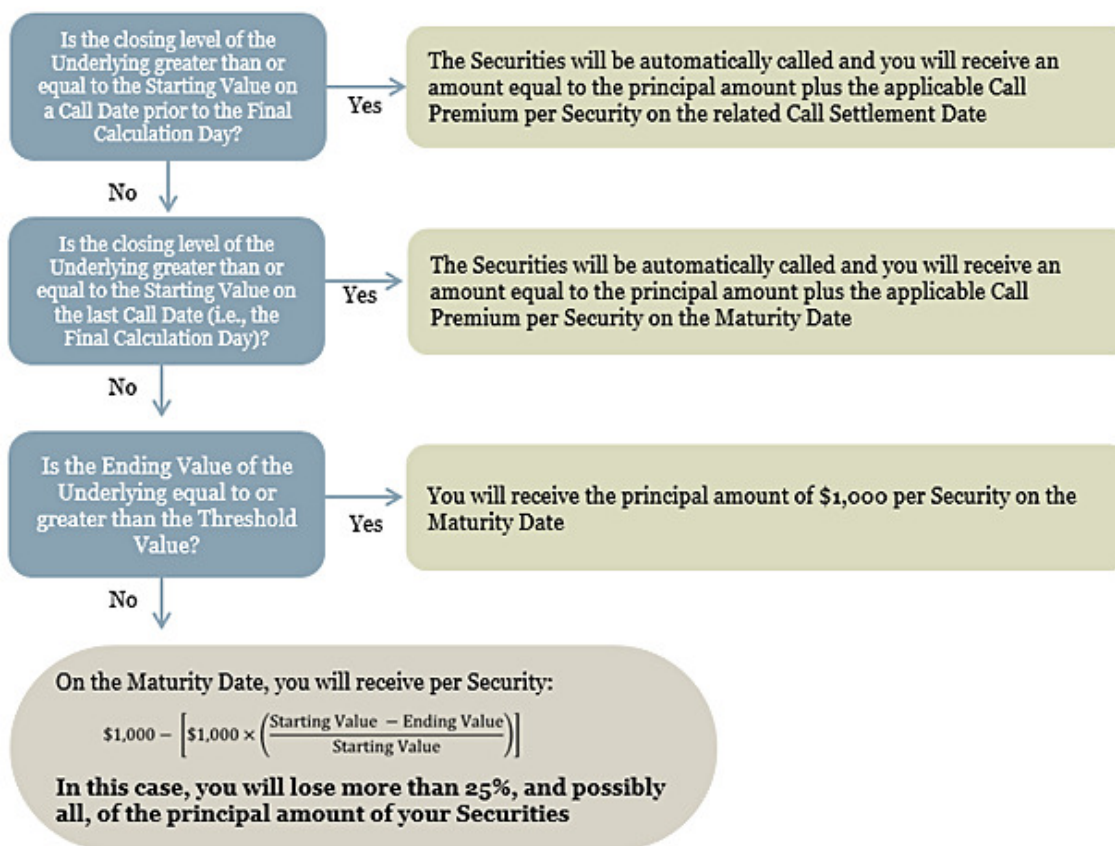 Is the closing level of the
Underlying greater than or
equal to the Starting Value on
a Call Date prior to the Final
Calculation Day?
Yes
The Securities will be automatically called and you will receive an
amount equal to the principal amount plus the applicable Call
Premium per Security on the related Call Settlement Date
No
Is the closing level of the
Underlying greater than or
equal to the Starting Value on
the last Call Date (i.e., the
Final Calculation Day)?
Yes
The Securities will be automatically called and you will receive an
amount equal to the principal amount plus the applicable Call
Premium per Security on the Maturity Date
No
Is the Ending Value of the
Underlying equal to or
greater than the Threshold
Value?
Yes
You will receive the principal amount of $1,000 per Security on the
Maturity Date
No
On the Maturity Date, you will receive per Security:
$1,000 − [$1,000 × (Starting Value − Ending Value / Starting Value)]
In this case, you will lose more than 25%, and possibly
all, of the principal amount of your Securities